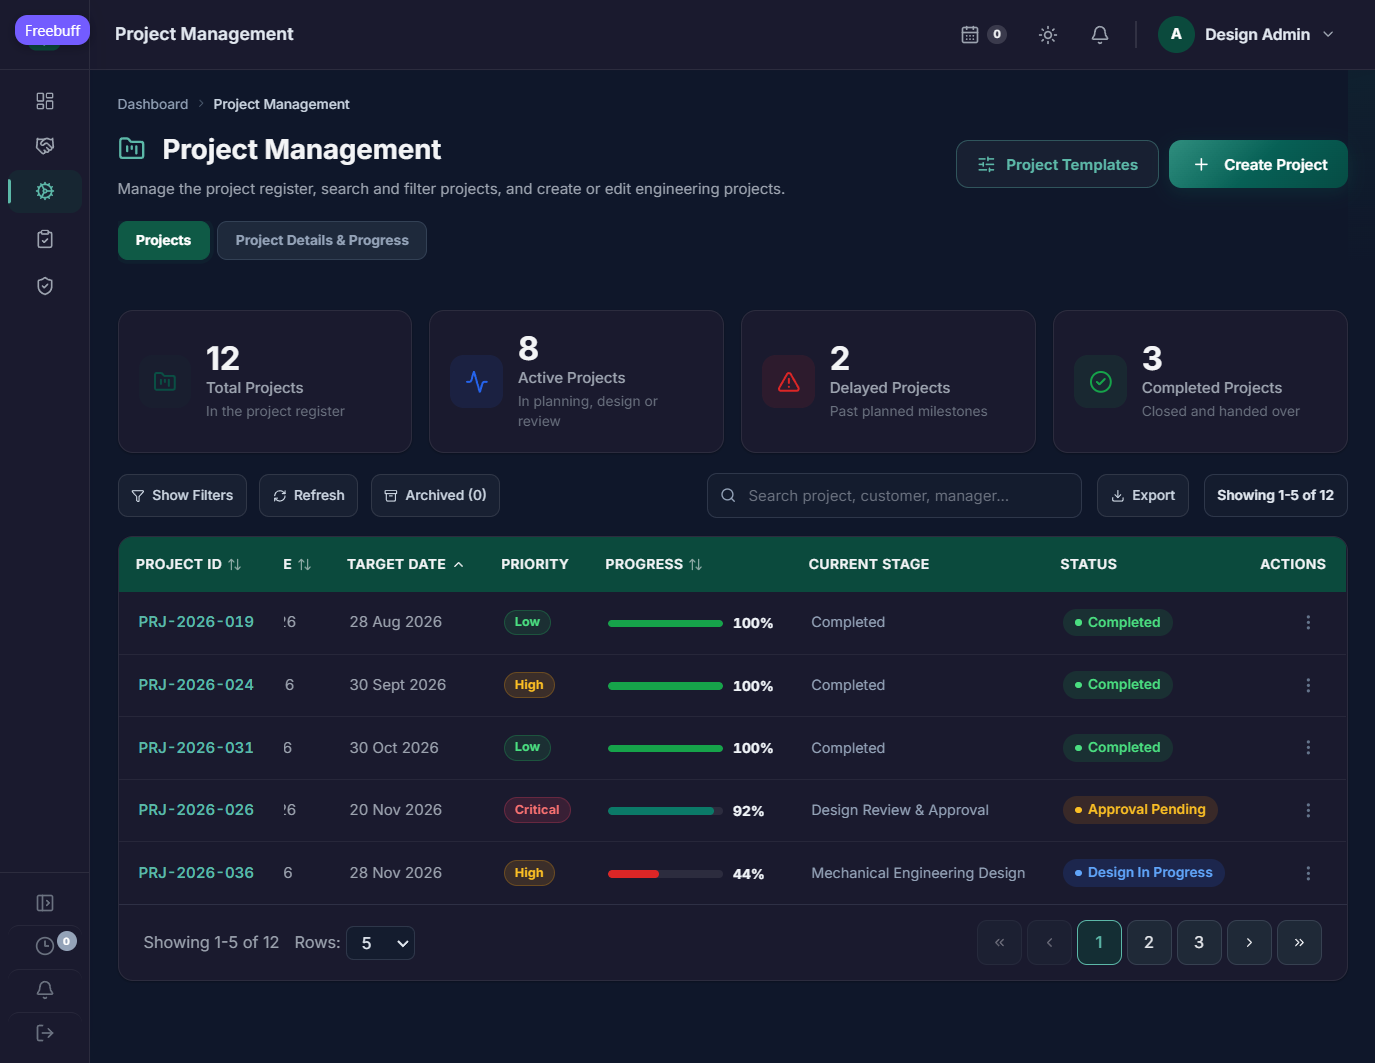 Freebuff
Project Management
0
A
Design Admin
Dashboard
Project Management
Project Management
Manage the project register, search and filter projects, and create or edit engineering projects.
Project Templates
Create Project
Projects
Project Details & Progress
12
Total Projects
In the project register
8
Active Projects
In planning, design or
review
2
Delayed Projects
Past planned milestones
3
Completed Projects
Closed and handed over
Show Filters
Refresh
Archived (0)
Search project, customer, manager...
Export
Showing 1-5 of 12
PROJECT ID E TARGET DATE PRIORITY PROGRESS CURRENT STAGE STATUS ACTIONS
PRJ-2026-019 26 28 Aug 2026 Low 100% Completed Completed
PRJ-2026-024 6 30 Sept 2026 High 100% Completed Completed
PRJ-2026-031 6 30 Oct 2026 Low 100% Completed Completed
PRJ-2026-026 26 20 Nov 2026 Critical 92% Design Review & Approval Approval Pending
PRJ-2026-036 6 28 Nov 2026 High 44% Mechanical Engineering Design Design In Progress
Showing 1-5 of 12 Rows: 5
« ‹ 1 2 3 › »
0